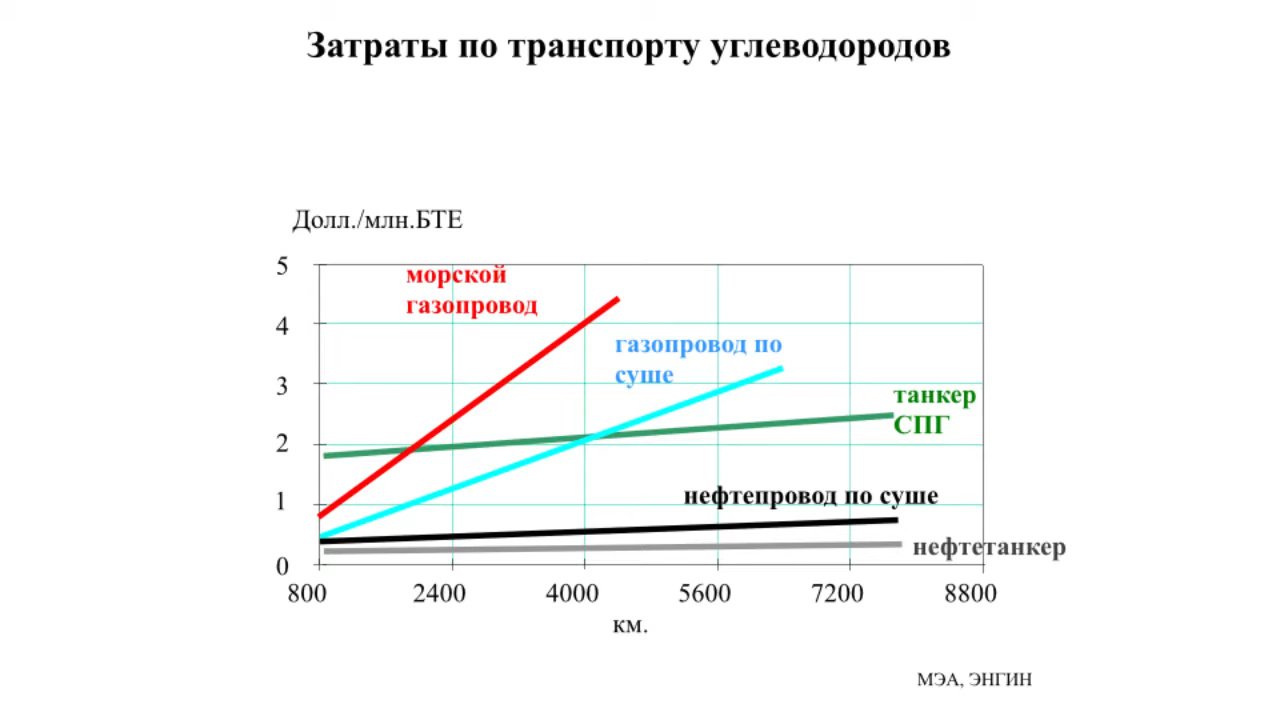 Затраты по транспорту углеводородов
Долл./млн.БТЕ
5
морской
газопровод
4
газопровод по
суше
3
танкер
СПГ
2
1
нефтепровод по суше
нефтетанкер
0
800 2400 4000 5600 7200 8800
км.
МЭА, ЭНГИН